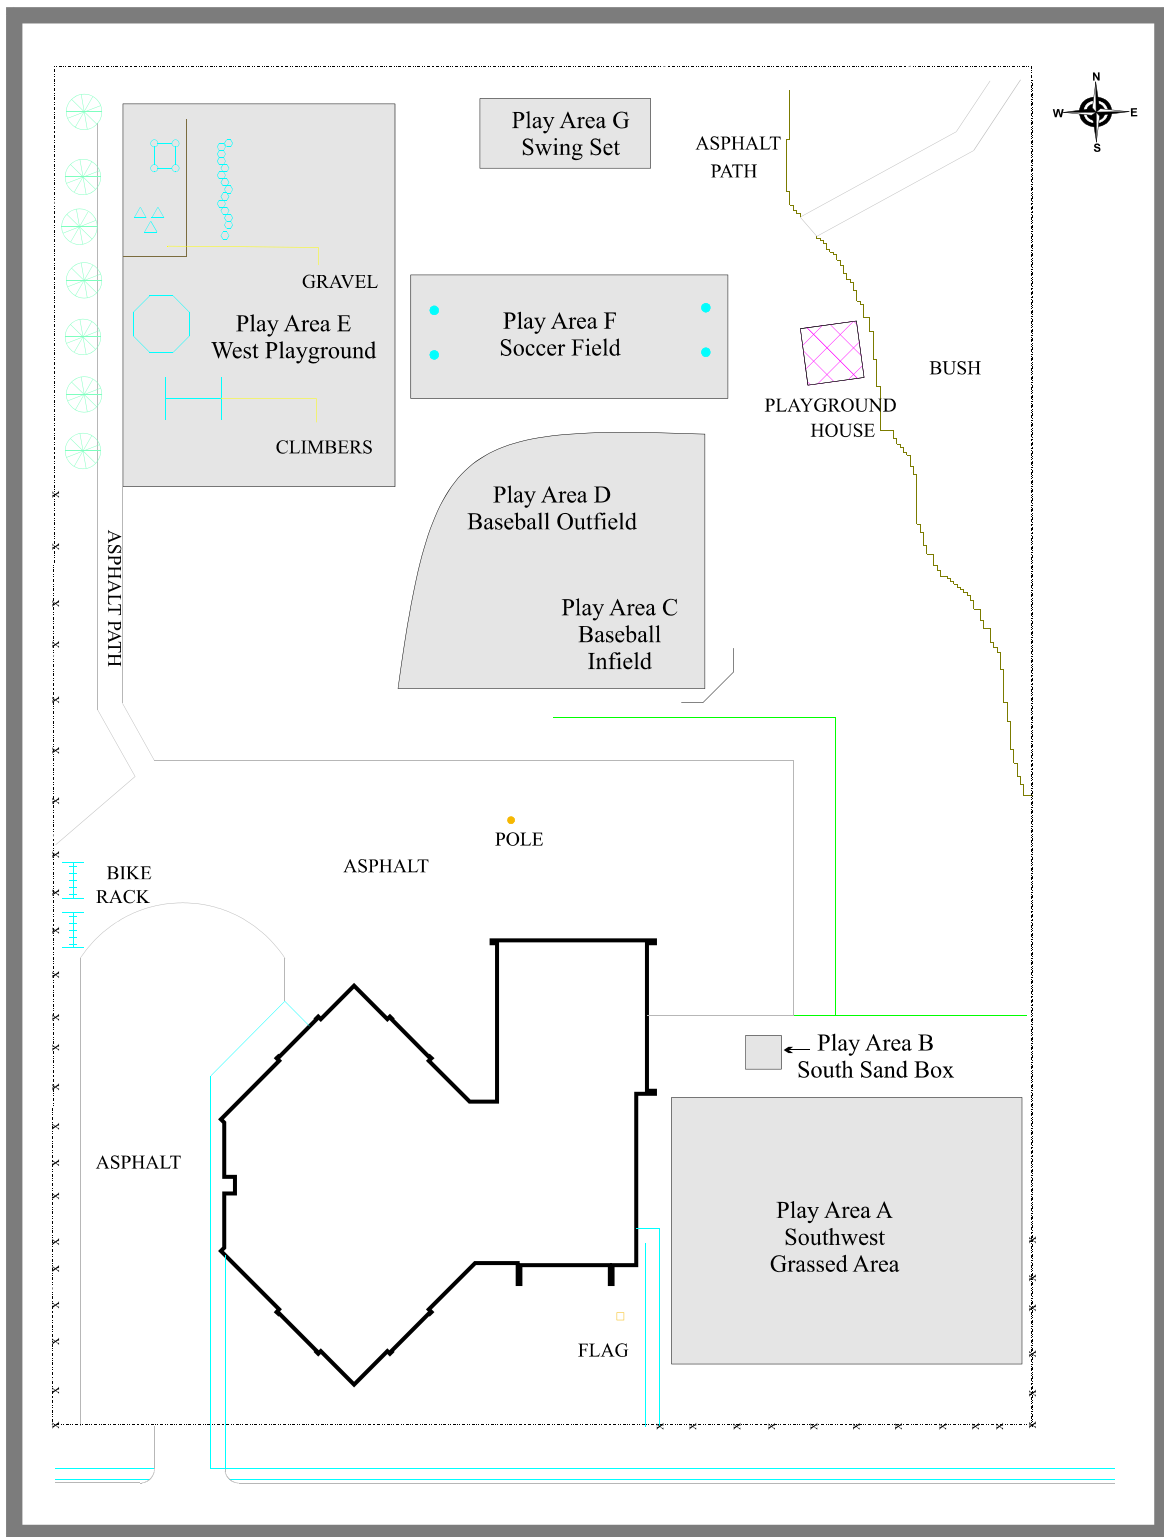 N
W E
S
Play Area G
Swing Set
ASPHALT
PATH
GRAVEL
Play Area E
West Playground
CLIMBERS
Play Area F
Soccer Field
BUSH
PLAYGROUND
HOUSE
Play Area D
Baseball Outfield
Play Area C
Baseball
Infield
ASPHALT PATH
POLE
ASPHALT
BIKE
RACK
Play Area B
South Sand Box
ASPHALT
Play Area A
Southwest
Grassed Area
FLAG